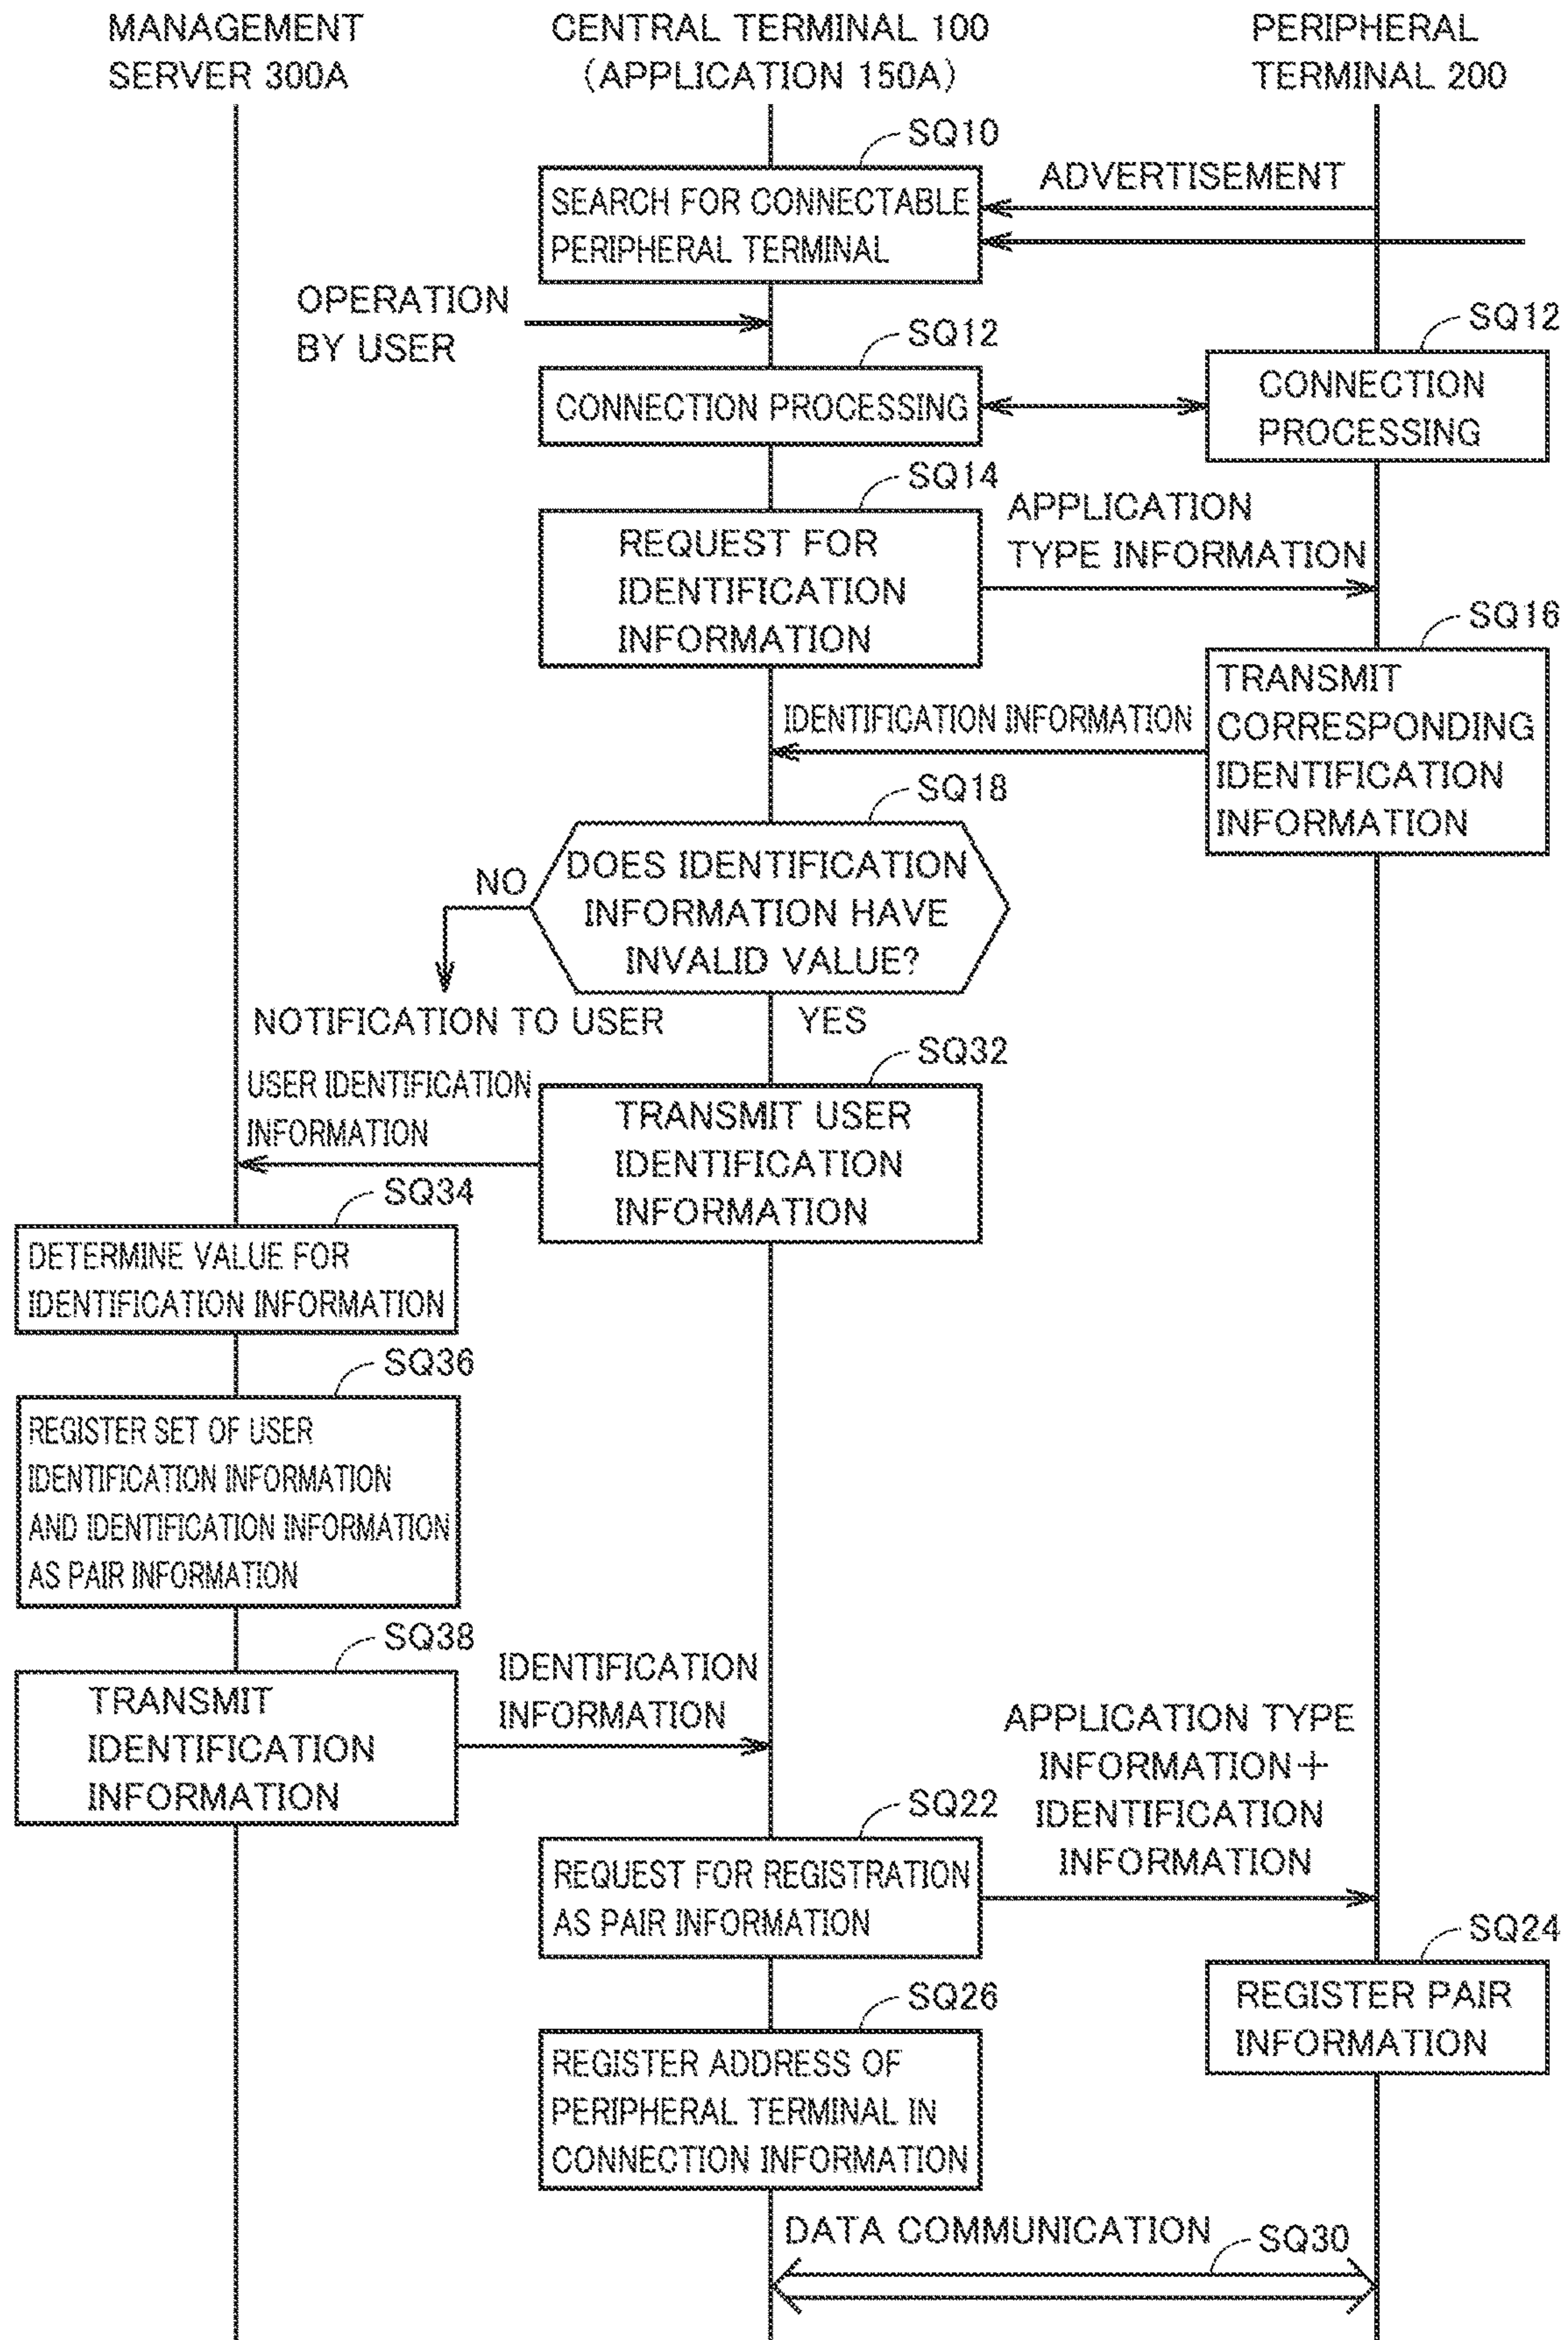 MANAGEMENT
SERVER 300A
CENTRAL TERMINAL 100
(APPLICATION 150A)
PERIPHERAL
TERMINAL 200
SQ10
ADVERTISEMENT
SEARCH FOR CONNECTABLE
PERIPHERAL TERMINAL
OPERATION
BY USER
SQ12
CONNECTION PROCESSING
SQ12
CONNECTION
PROCESSING
SQ14
REQUEST FOR
IDENTIFICATION
INFORMATION
APPLICATION
TYPE INFORMATION
SQ16
TRANSMIT
CORRESPONDING
IDENTIFICATION
INFORMATION
IDENTIFICATION INFORMATION
SQ18
DOES IDENTIFICATION
INFORMATION HAVE
INVALID VALUE?
NO
NOTIFICATION TO USER
YES
SQ32
TRANSMIT USER
IDENTIFICATION
INFORMATION
USER IDENTIFICATION
INFORMATION
SQ34
DETERMINE VALUE FOR
IDENTIFICATION INFORMATION
SQ36
REGISTER SET OF USER
IDENTIFICATION INFORMATION
AND IDENTIFICATION INFORMATION
AS PAIR INFORMATION
SQ38
TRANSMIT
IDENTIFICATION
INFORMATION
IDENTIFICATION
INFORMATION
APPLICATION TYPE
INFORMATION+
IDENTIFICATION
INFORMATION
SQ22
REQUEST FOR REGISTRATION
AS PAIR INFORMATION
SQ24
REGISTER PAIR
INFORMATION
SQ26
REGISTER ADDRESS OF
PERIPHERAL TERMINAL IN
CONNECTION INFORMATION
DATA COMMUNICATION
SQ30